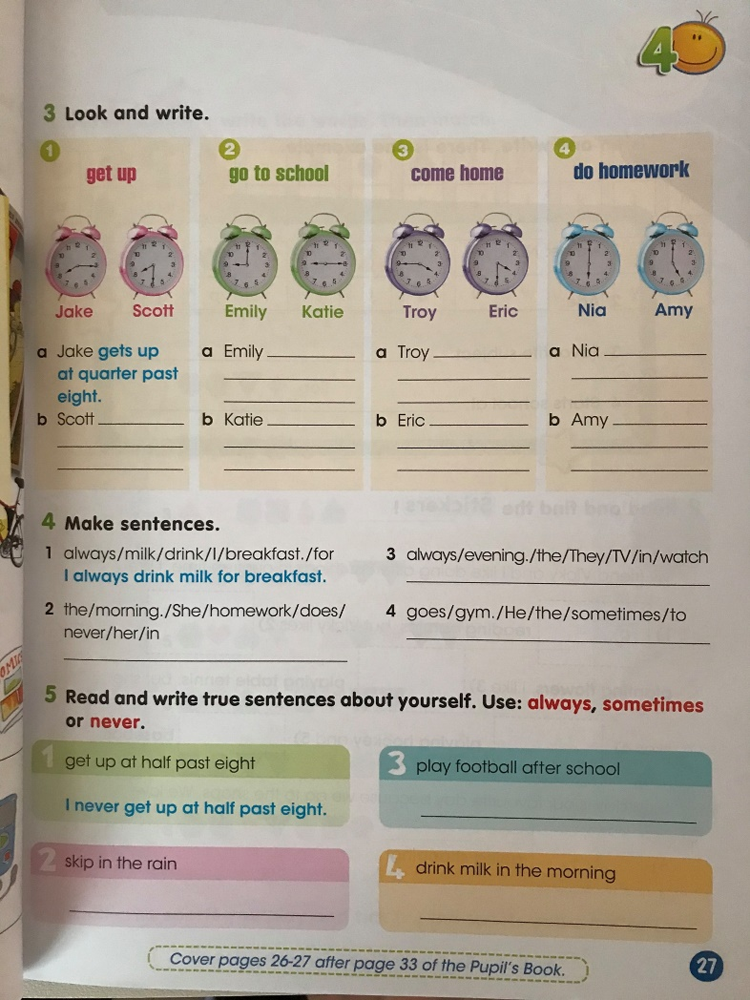 4
3 Look and write.
1 2 3 4
get up go to school come home do homework
Jake Scott Emily Katie Troy Eric Nia Amy
a Jake gets up
at quarter past
eight.
b Scott
a Emily
b Katie
a Troy
b Eric
a Nia
b Amy
4 Make sentences.
1 always/milk/drink/I/breakfast./for
I always drink milk for breakfast.
2 the/morning./She/homework/does/
never/her/in
3 always/evening./the/They/TV/in/watch
4 goes/gym./He/the/sometimes/to
5 Read and write true sentences about yourself. Use: always, sometimes
or never.
1 get up at half past eight
I never get up at half past eight.
2 skip in the rain
3 play football after school
4 drink milk in the morning
Cover pages 26-27 after page 33 of the Pupil's Book.
27